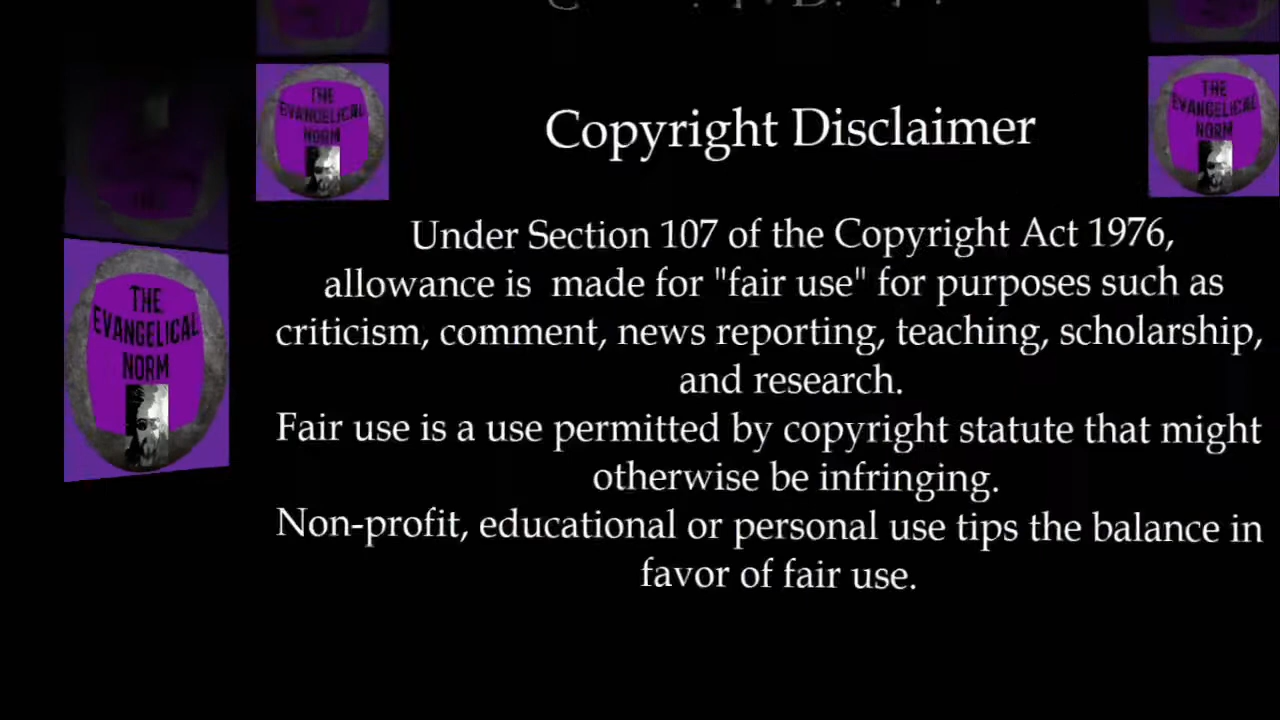 Copyright Disclaimer
Under Section 107 of the Copyright Act 1976,
allowance is  made for "fair use" for purposes such as
criticism, comment, news reporting, teaching, scholarship,
and research.
Fair use is a use permitted by copyright statute that might
otherwise be infringing.
Non-profit, educational or personal use tips the balance in
favor of fair use.
THE
EVANGELICAL
NORM
THE
EVANGELICAL
NORM
THE
EVANGELICAL
NORM